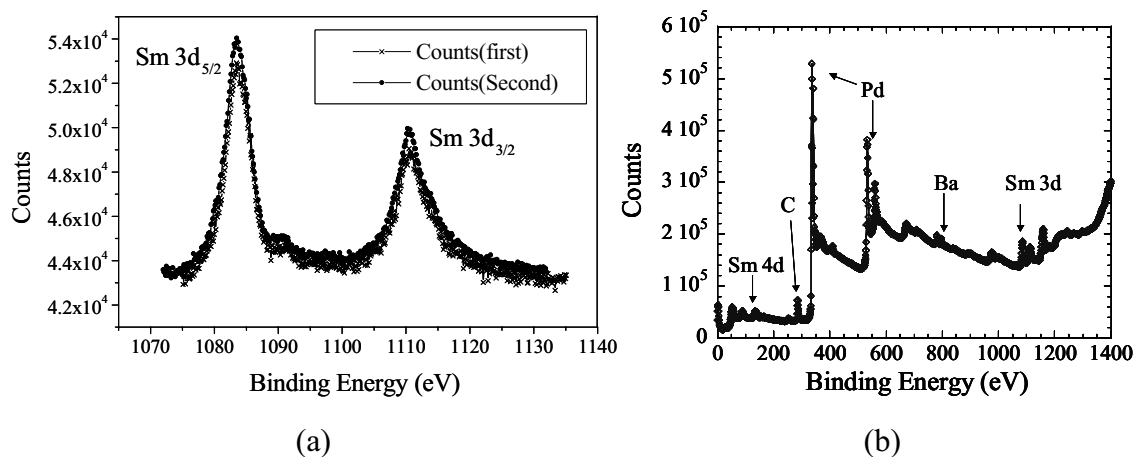 5.4x10⁴
5.2x10⁴
5.0x10⁴
4.8x10⁴
4.6x10⁴
4.4x10⁴
4.2x10⁴
Counts
Sm 3d₅/₂
Counts(first)
Counts(Second)
Sm 3d₃/₂
1070 1080 1090 1100 1110 1120 1130 1140
Binding Energy (eV)
(a)
6 10⁵
5 10⁵
4 10⁵
3 10⁵
2 10⁵
1 10⁵
0
Counts
Pd
Ba
Sm 3d
C
Sm 4d
0 200 400 600 800 1000 1200 1400
Binding Energy (eV)
(b)